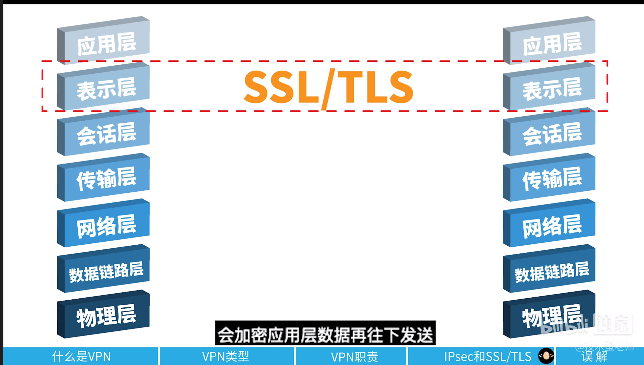 应用层
应用层
表示层
SSL/TLS
表示层
会话层
会话层
传输层
传输层
网络层
网络层
数据链路层
数据链路层
物理层
物理层
会加密应用层数据再往下发送
什么是VPN
VPN类型
VPN职责
IPsec和SSL/TLS
误解